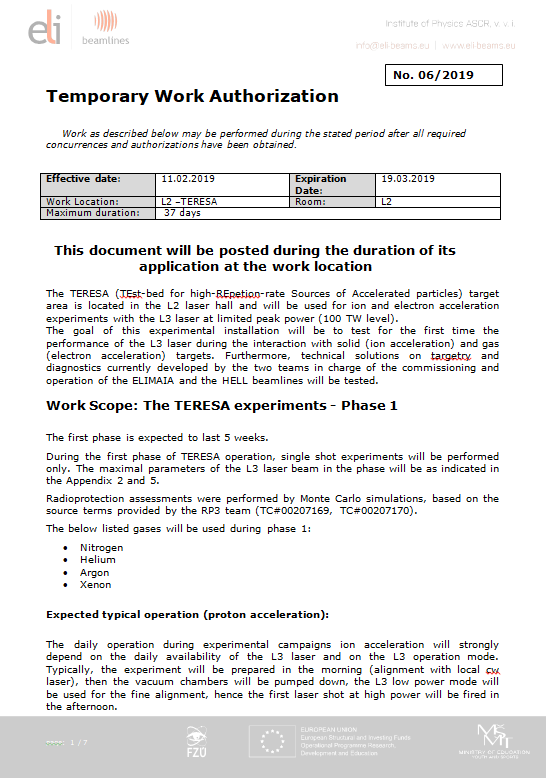 eli
beamlines
Institute of Physics ASCR, v. v. i.
info@eli-beams.eu | www.eli-beams.eu
No. 06/2019
Temporary Work Authorization
Work as described below may be performed during the stated period after all required
concurrences and authorizations have been obtained.
Effective date: 11.02.2019 Expiration Date: 19.03.2019
Work Location: L2 –TERESA Room: L2
Maximum duration: 37 days
This document will be posted during the duration of its
application at the work location
The TERESA (TEst-bed for high-REpetion-rate Sources of Accelerated particles) target
area is located in the L2 laser hall and will be used for ion and electron acceleration
experiments with the L3 laser at limited peak power (100 TW level).
The goal of this experimental installation will be to test for the first time the
performance of the L3 laser during the interaction with solid (ion acceleration) and gas
(electron acceleration) targets. Furthermore, technical solutions on targetry and
diagnostics currently developed by the two teams in charge of the commissioning and
operation of the ELIMAIA and the HELL beamlines will be tested.
Work Scope: The TERESA experiments - Phase 1
The first phase is expected to last 5 weeks.
During the first phase of TERESA operation, single shot experiments will be performed
only. The maximal parameters of the L3 laser beam in the phase will be as indicated in
the Appendix 2 and 5.
Radioprotection assessments were performed by Monte Carlo simulations, based on the
source terms provided by the RP3 team (TC#00207169, TC#00207170).
The below listed gases will be used during phase 1:
• Nitrogen
• Helium
• Argon
• Xenon
Expected typical operation (proton acceleration):
The daily operation during experimental campaigns ion acceleration will strongly
depend on the daily availability of the L3 laser and on the L3 operation mode.
Typically, the experiment will be prepared in the morning (alignment with local cw
laser), then the vacuum chambers will be pumped down, the L3 low power mode will
be used for the fine alignment, hence the first laser shot at high power will be fired in
the afternoon.
1 / 7
FZU
EUROPEAN UNION
European Structural and Investing Funds
Operational Programme Research,
Development and Education
MINISTRY OF EDUCATION
YOUTH AND SPORTS